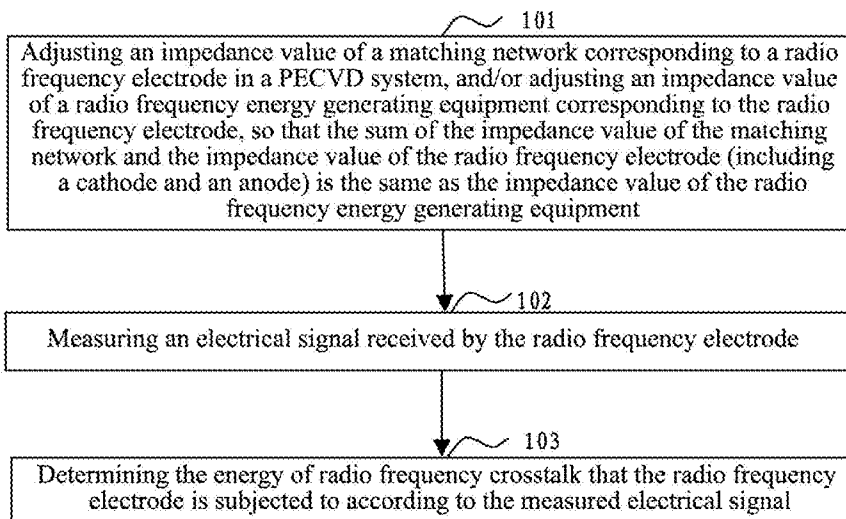 101
Adjusting an impedance value of a matching network corresponding to a radio
frequency electrode in a PECVD system, and/or adjusting an impedance value
of a radio frequency energy generating equipment corresponding to the radio
frequency electrode, so that the sum of the impedance value of the matching
network and the impedance value of the radio frequency electrode (including
a cathode and an anode) is the same as the impedance value of the radio
frequency energy generating equipment
102
Measuring an electrical signal received by the radio frequency electrode
103
Determining the energy of radio frequency crosstalk that the radio frequency
electrode is subjected to according to the measured electrical signal